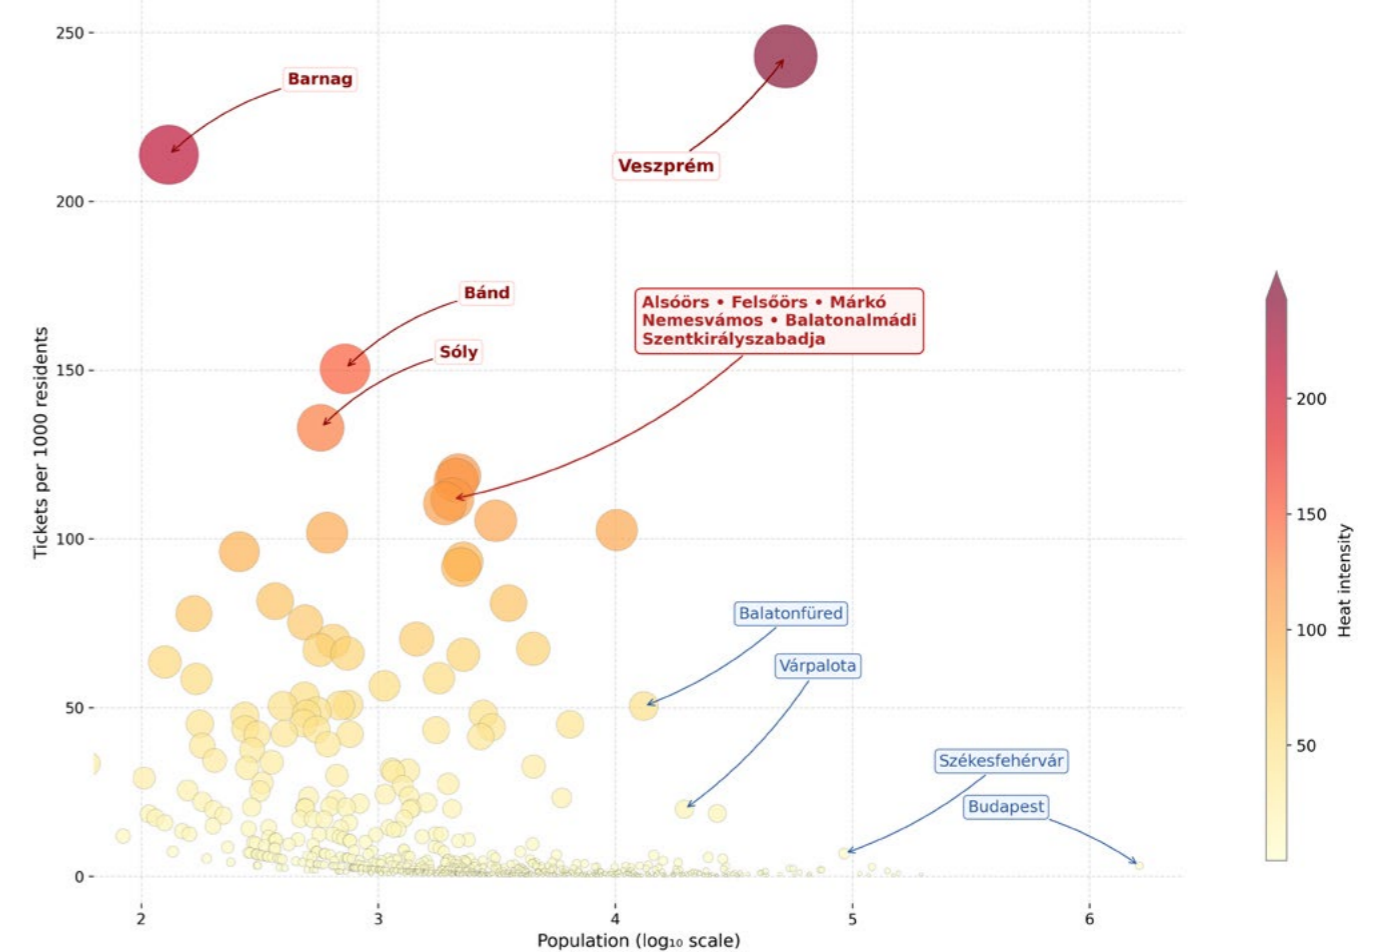 250
Barnag
Veszprém
200
Bánd
Alsóörs • Felsőörs • Márkó
Nemesvámos • Balatonalmádi
Szentkirályszabadja
Sóly
150
100
Balatonfüred
Várpalota
50
Székesfehérvár
Budapest
0
2
3
4
5
6
Population (log₁₀ scale)
Tickets per 1000 residents
200
150
100
50
Heat intensity